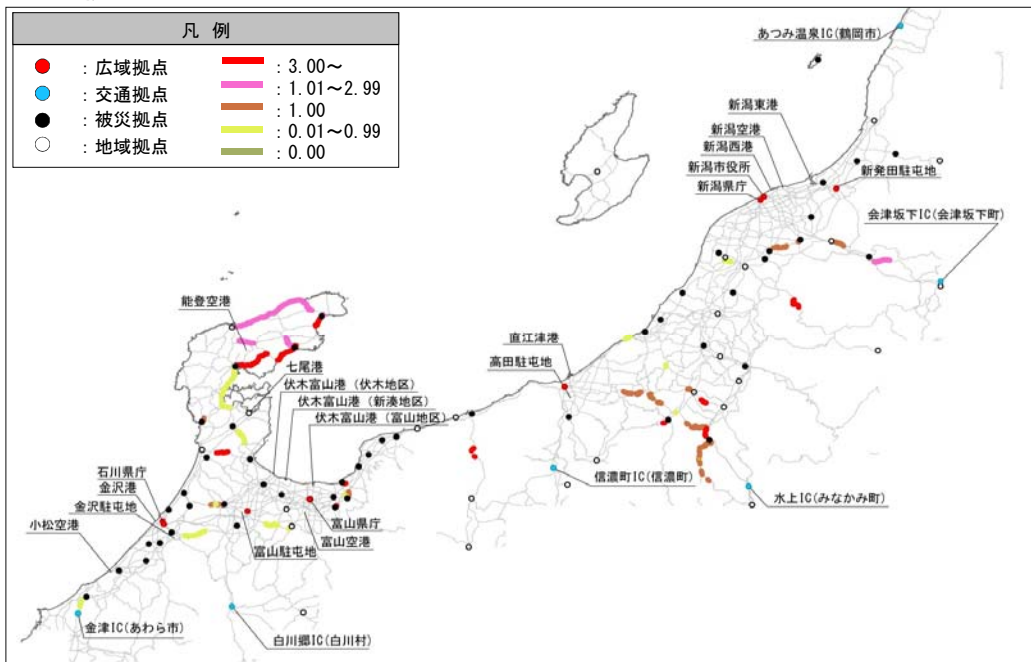 凡 例
：広域拠点
：3.00～
：交通拠点
：1.01～2.99
：被災拠点
：1.00
：地域拠点
：0.01～0.99
：0.00
あつみ温泉IC(鶴岡市)
新潟東港
新潟空港
新潟西港
新潟市役所
新潟県庁
新発田駐屯地
会津坂下IC(会津坂下町)
能登空港
七尾港
伏木富山港（伏木地区）
伏木富山港（新湊地区）
伏木富山港（富山地区）
直江津港
高田駐屯地
石川県庁
金沢港
金沢駐屯地
小松空港
富山県庁
富山空港
富山駐屯地
信濃町IC(信濃町)
水上IC(みなかみ町)
金津IC(あわら市)
白川郷IC(白川村)